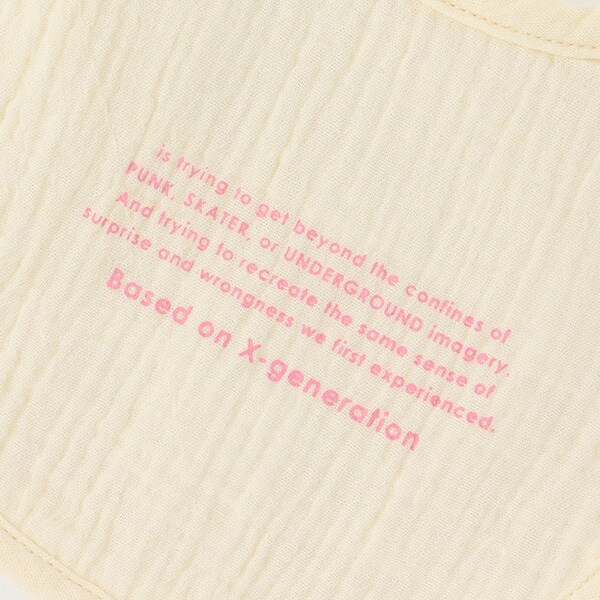 is trying to get beyond the confines of
PUNK, SKATER, or UNDERGROUND imagery.
And trying to recreate the same sense of
surprise and wrongness we first experienced.
Based on X-generation